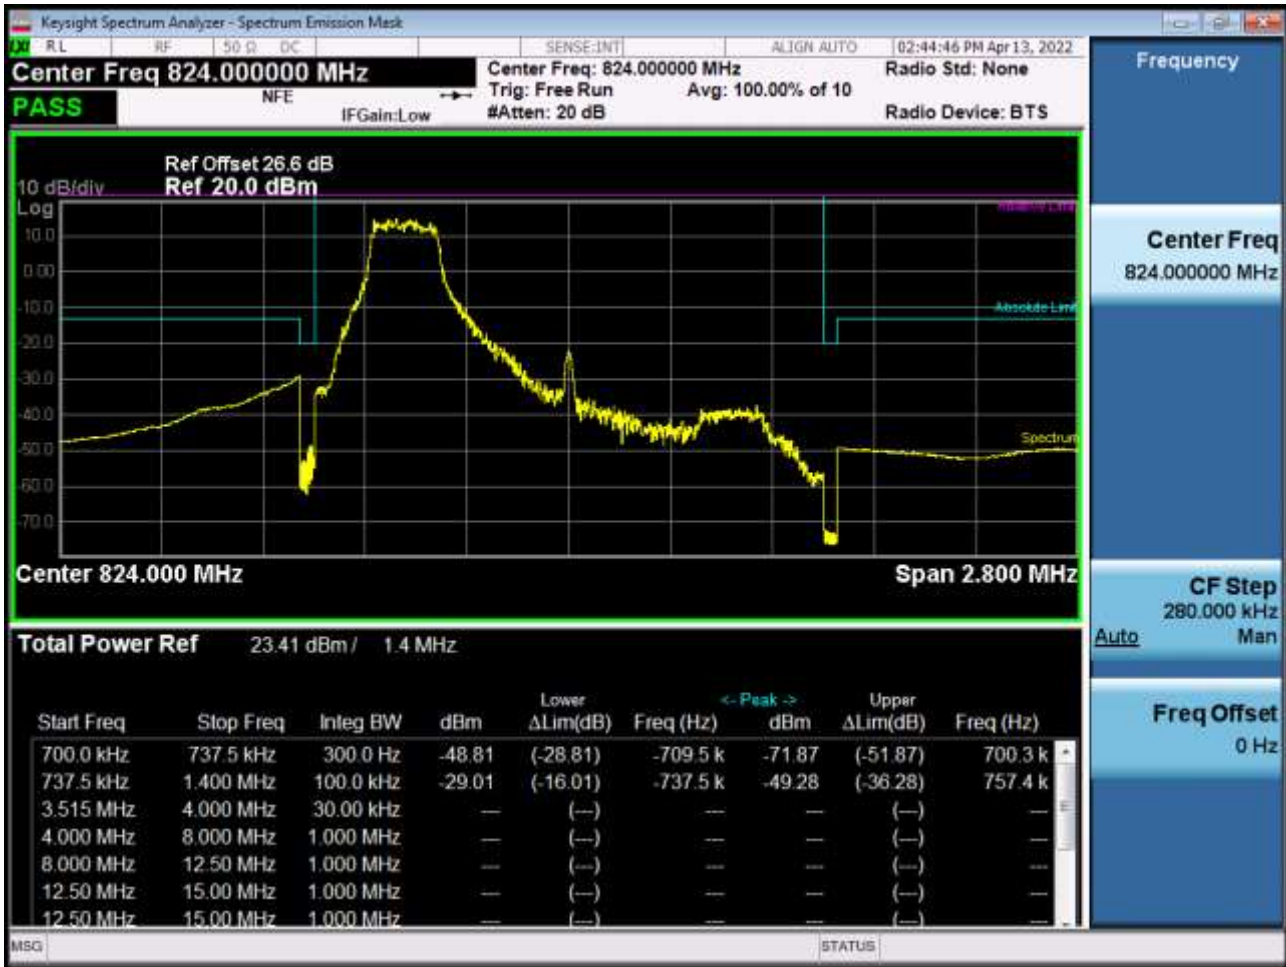 Keysight Spectrum Analyzer - Spectrum Emission Mask
RL RF 50 Ω DC SENSE:INT ALIGN AUTO 02:44:46 PM Apr 13, 2022
Center Freq 824.000000 MHz Center Freq: 824.000000 MHz Radio Std: None
NFE Trig: Free Run Avg: 100.00% of 10
PASS IFGain:Low #Atten: 20 dB Radio Device: BTS
Ref Offset 26.6 dB
10 dB/div Ref 20.0 dBm
Log
Relative Limit
10.0
0.00
-10.0
Absolute Limit
-20.0
-30.0
-40.0
-50.0
Spectrum
-60.0
-70.0
Center 824.000 MHz Span 2.800 MHz
Total Power Ref 23.41 dBm / 1.4 MHz
Lower <- Peak -> Upper
Start Freq Stop Freq Integ BW dBm ΔLim(dB) Freq (Hz) dBm ΔLim(dB) Freq (Hz)
700.0 kHz 737.5 kHz 300.0 Hz -48.81 (-28.81) -709.5 k -71.87 (-51.87) 700.3 k
737.5 kHz 1.400 MHz 100.0 kHz -29.01 (-16.01) -737.5 k -49.28 (-36.28) 757.4 k
3.515 MHz 4.000 MHz 30.00 kHz --- (---) --- --- (---) ---
4.000 MHz 8.000 MHz 1.000 MHz --- (---) --- --- (---) ---
8.000 MHz 12.50 MHz 1.000 MHz --- (---) --- --- (---) ---
12.50 MHz 15.00 MHz 1.000 MHz --- (---) --- --- (---) ---
12.50 MHz 15.00 MHz 1.000 MHz --- (---) --- --- (---) ---
MSG STATUS
Frequency
Center Freq
824.000000 MHz
CF Step
280.000 kHz
Auto Man
Freq Offset
0 Hz